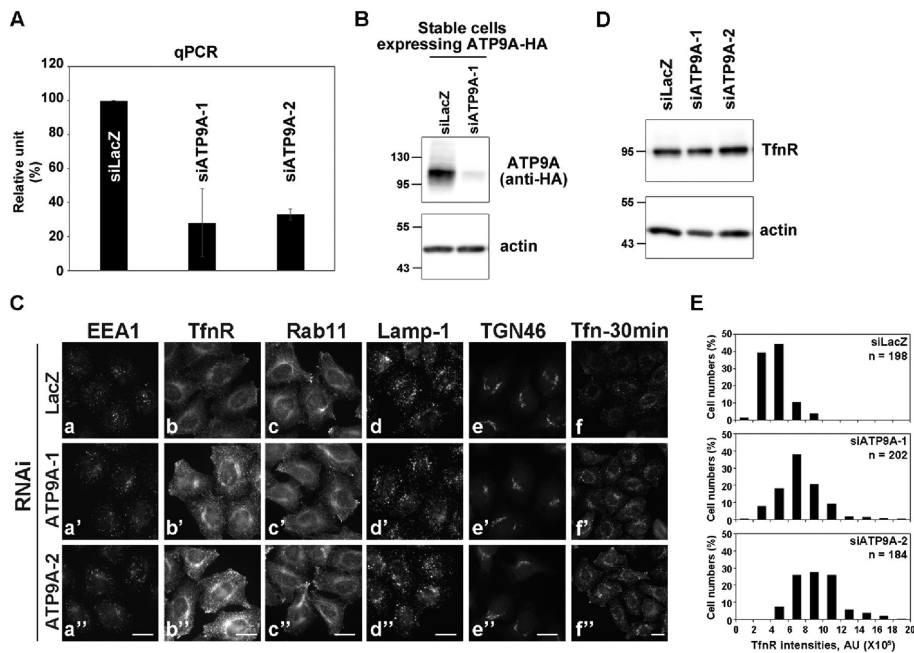 A
qPCR
Relative unit
(%)
120
100
80
60
40
20
0
siLacZ
siATP9A-1
siATP9A-2
B
Stable cells
expressing ATP9A-HA
siLacZ
siATP9A-1
130
95
ATP9A
(anti-HA)
55
43
actin
D
siLacZ
siATP9A-1
siATP9A-2
95
TfnR
55
43
actin
C
EEA1 TfnR Rab11 Lamp-1 TGN46 Tfn-30min
RNAi
LacZ
a b c d e f
ATP9A-1
a' b' c' d' e' f'
ATP9A-2
a'' b'' c'' d'' e'' f''
E
Cell numbers (%)
50
40
30
20
10
0
siLacZ
n = 198
Cell numbers (%)
50
40
30
20
10
0
siATP9A-1
n = 202
Cell numbers (%)
50
40
30
20
10
0
siATP9A-2
n = 184
0 2 4 6 8 10 12 14 16 18 20
TfnR intensities, AU (X10⁵)